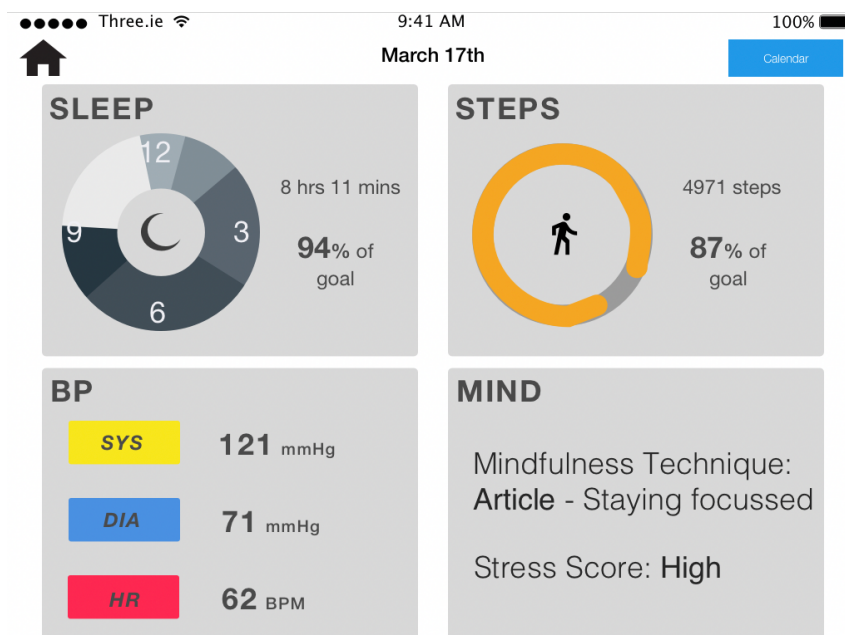 Three.ie 9:41 AM 100%
March 17th
Calendar
SLEEP
12
3
6
9
8 hrs 11 mins
94% of
goal
STEPS
4971 steps
87% of
goal
BP
SYS 121 mmHg
DIA 71 mmHg
HR 62 BPM
MIND
Mindfulness Technique:
Article - Staying focussed
Stress Score: High